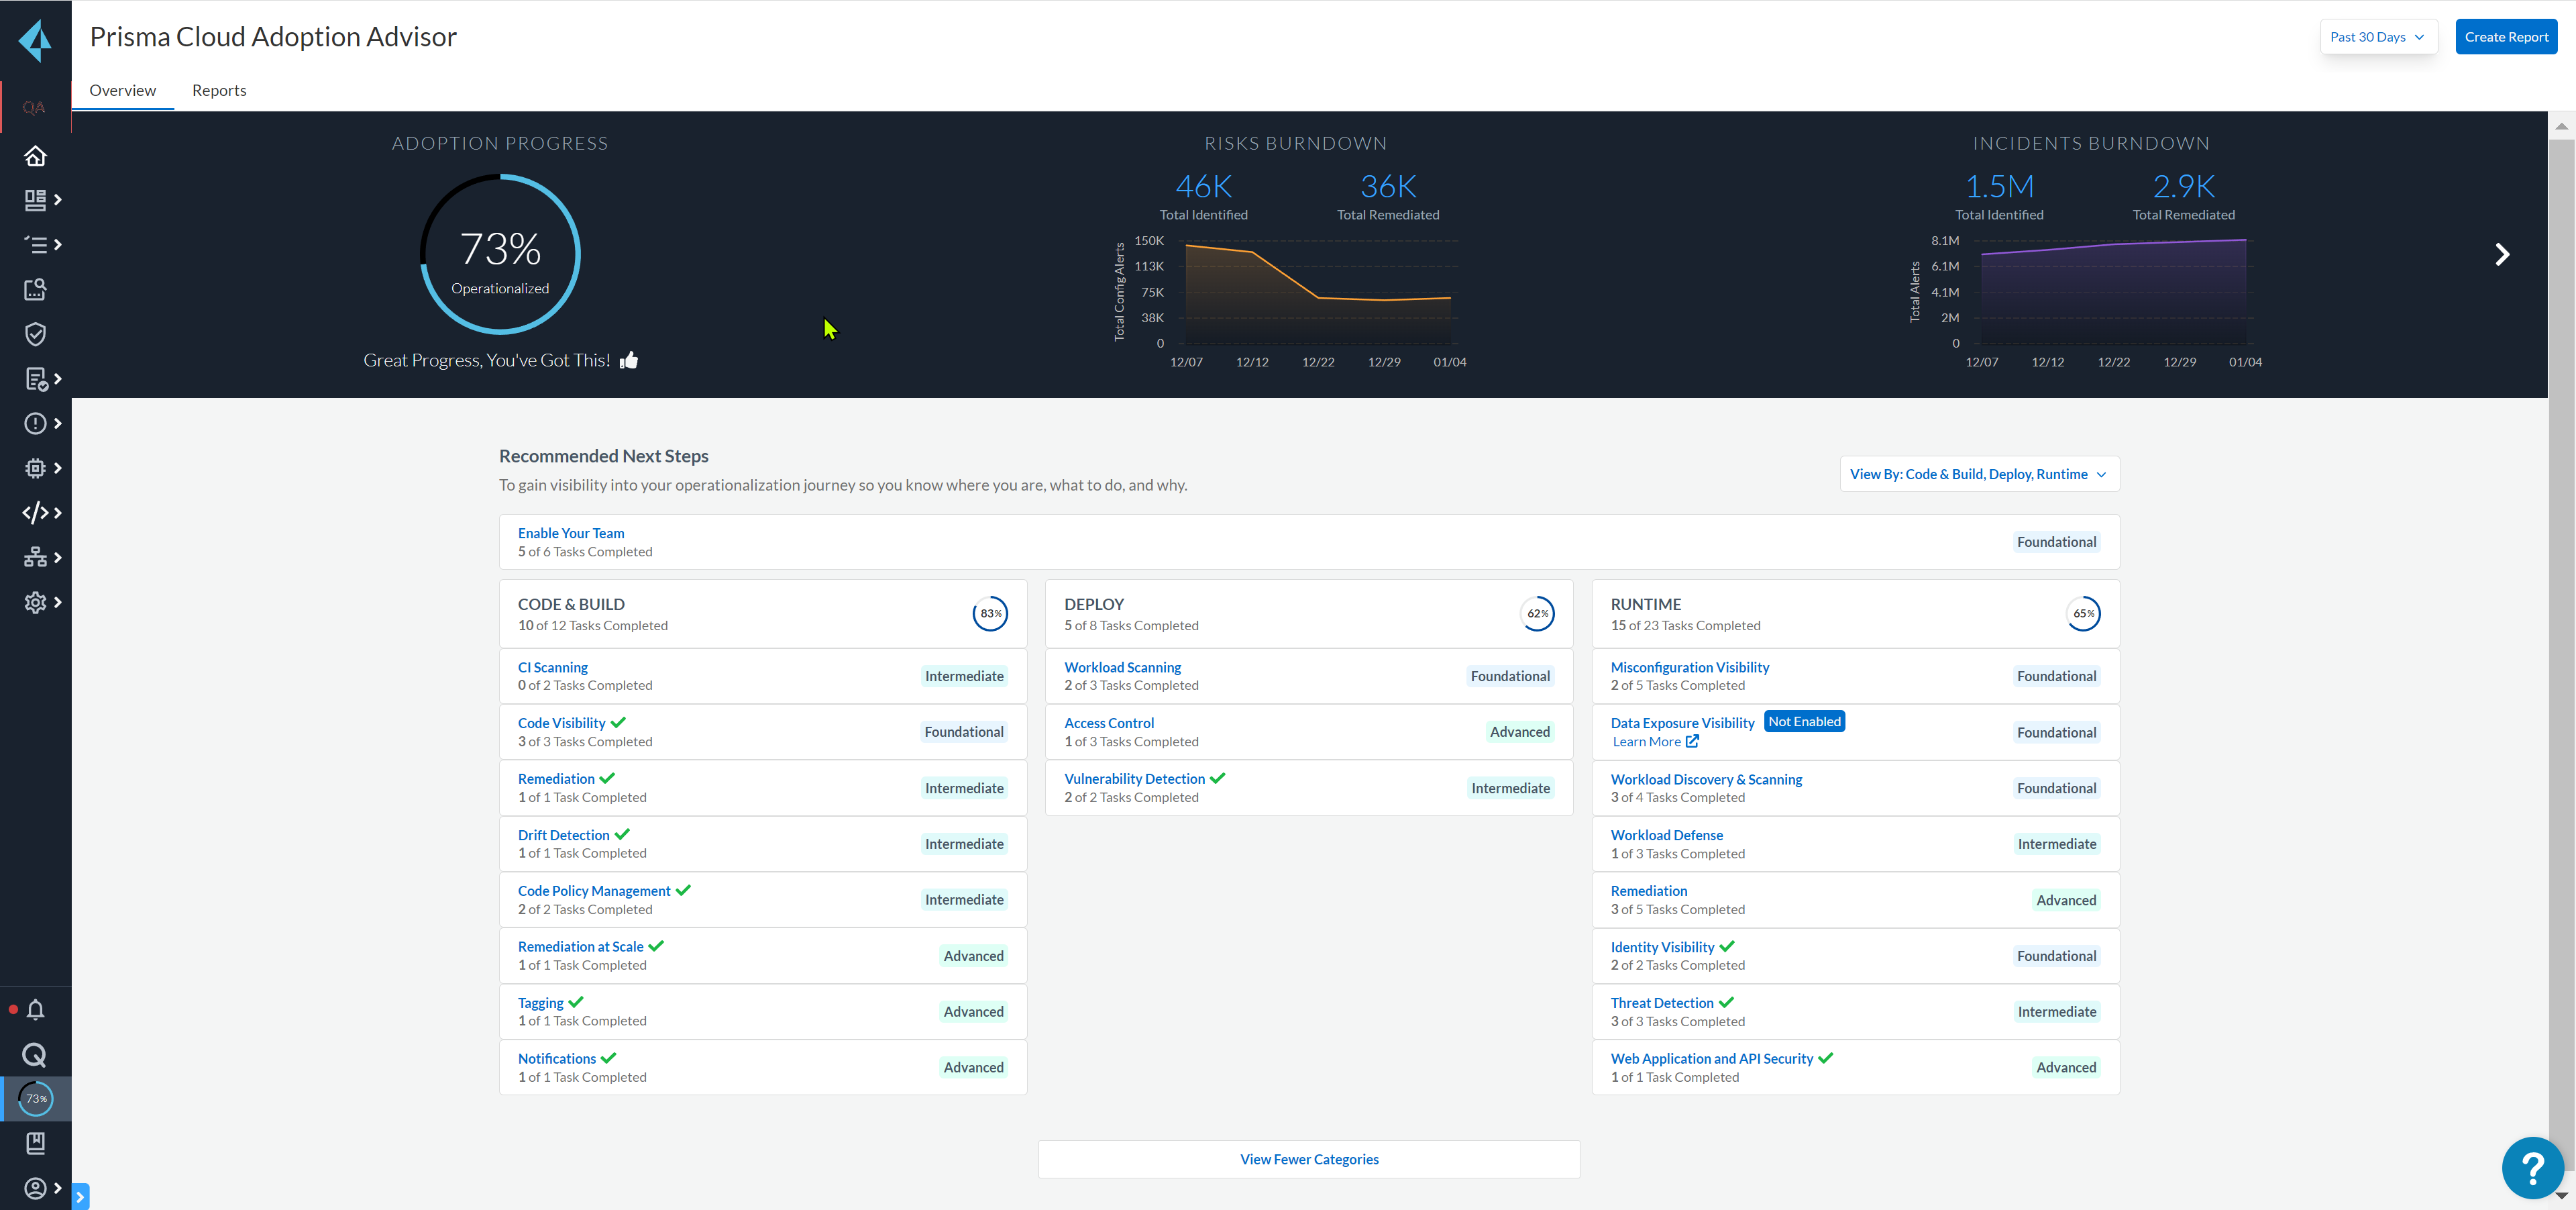 Prisma Cloud Adoption Advisor
Past 30 Days
Create Report
Overview
Reports
QA
ADOPTION PROGRESS
73%
Operationalized
Great Progress, You've Got This!
RISKS BURNDOWN
46K
36K
Total Identified
Total Remediated
Total Config Alerts
150K
113K
75K
38K
0
12/07
12/12
12/22
12/29
01/04
INCIDENTS BURNDOWN
1.5M
2.9K
Total Identified
Total Remediated
Total Alerts
8.1M
6.1M
4.1M
2M
0
12/07
12/12
12/22
12/29
01/04
Recommended Next Steps
To gain visibility into your operationalization journey so you know where you are, what to do, and why.
View By: Code & Build, Deploy, Runtime
Enable Your Team
5 of 6 Tasks Completed
Foundational
CODE & BUILD
10 of 12 Tasks Completed
83%
CI Scanning
0 of 2 Tasks Completed
Intermediate
Code Visibility
3 of 3 Tasks Completed
Foundational
Remediation
1 of 1 Task Completed
Intermediate
Drift Detection
1 of 1 Task Completed
Intermediate
Code Policy Management
2 of 2 Tasks Completed
Intermediate
Remediation at Scale
1 of 1 Task Completed
Advanced
Tagging
1 of 1 Task Completed
Advanced
Notifications
1 of 1 Task Completed
Advanced
DEPLOY
5 of 8 Tasks Completed
62%
Workload Scanning
2 of 3 Tasks Completed
Foundational
Access Control
1 of 3 Tasks Completed
Advanced
Vulnerability Detection
2 of 2 Tasks Completed
Intermediate
RUNTIME
15 of 23 Tasks Completed
65%
Misconfiguration Visibility
2 of 5 Tasks Completed
Foundational
Data Exposure Visibility
Not Enabled
Learn More
Foundational
Workload Discovery & Scanning
3 of 4 Tasks Completed
Foundational
Workload Defense
1 of 3 Tasks Completed
Intermediate
Remediation
3 of 5 Tasks Completed
Advanced
Identity Visibility
2 of 2 Tasks Completed
Foundational
Threat Detection
3 of 3 Tasks Completed
Intermediate
Web Application and API Security
1 of 1 Task Completed
Advanced
View Fewer Categories
73%
?